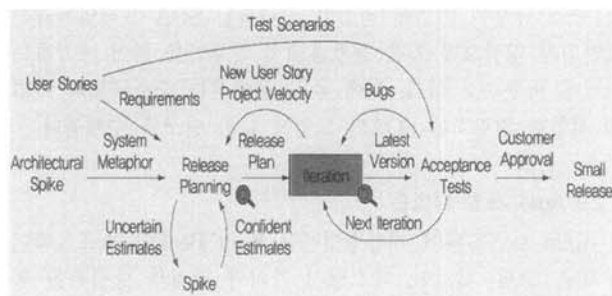 Test Scenarios
User Stories
New User Story
Project Velocity
Bugs
Requirements
System
Metaphor
Release
Plan
Latest
Version
Customer
Approval
Architectural
Spike
Release
Planning
Iteration
Acceptance
Tests
Small
Release
Uncertain
Estimates
Confident
Estimates
Next Iteration
Spike